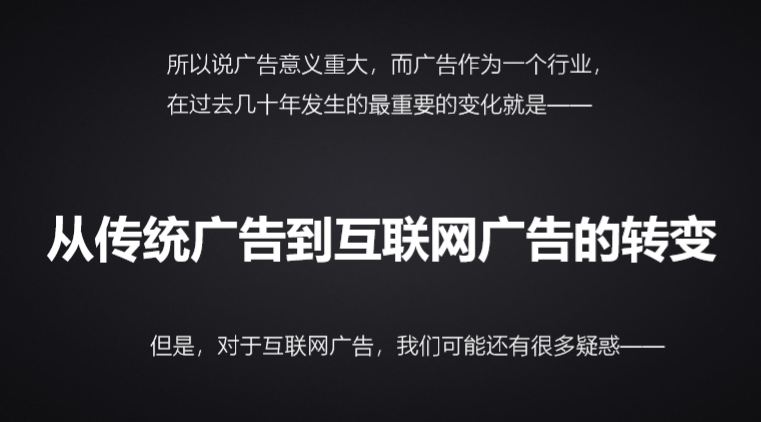 所以说广告意义重大，而广告作为一个行业，
在过去几十年发生的最重要的变化就是——
从传统广告到互联网广告的转变
但是，对于互联网广告，我们可能还有很多疑惑——